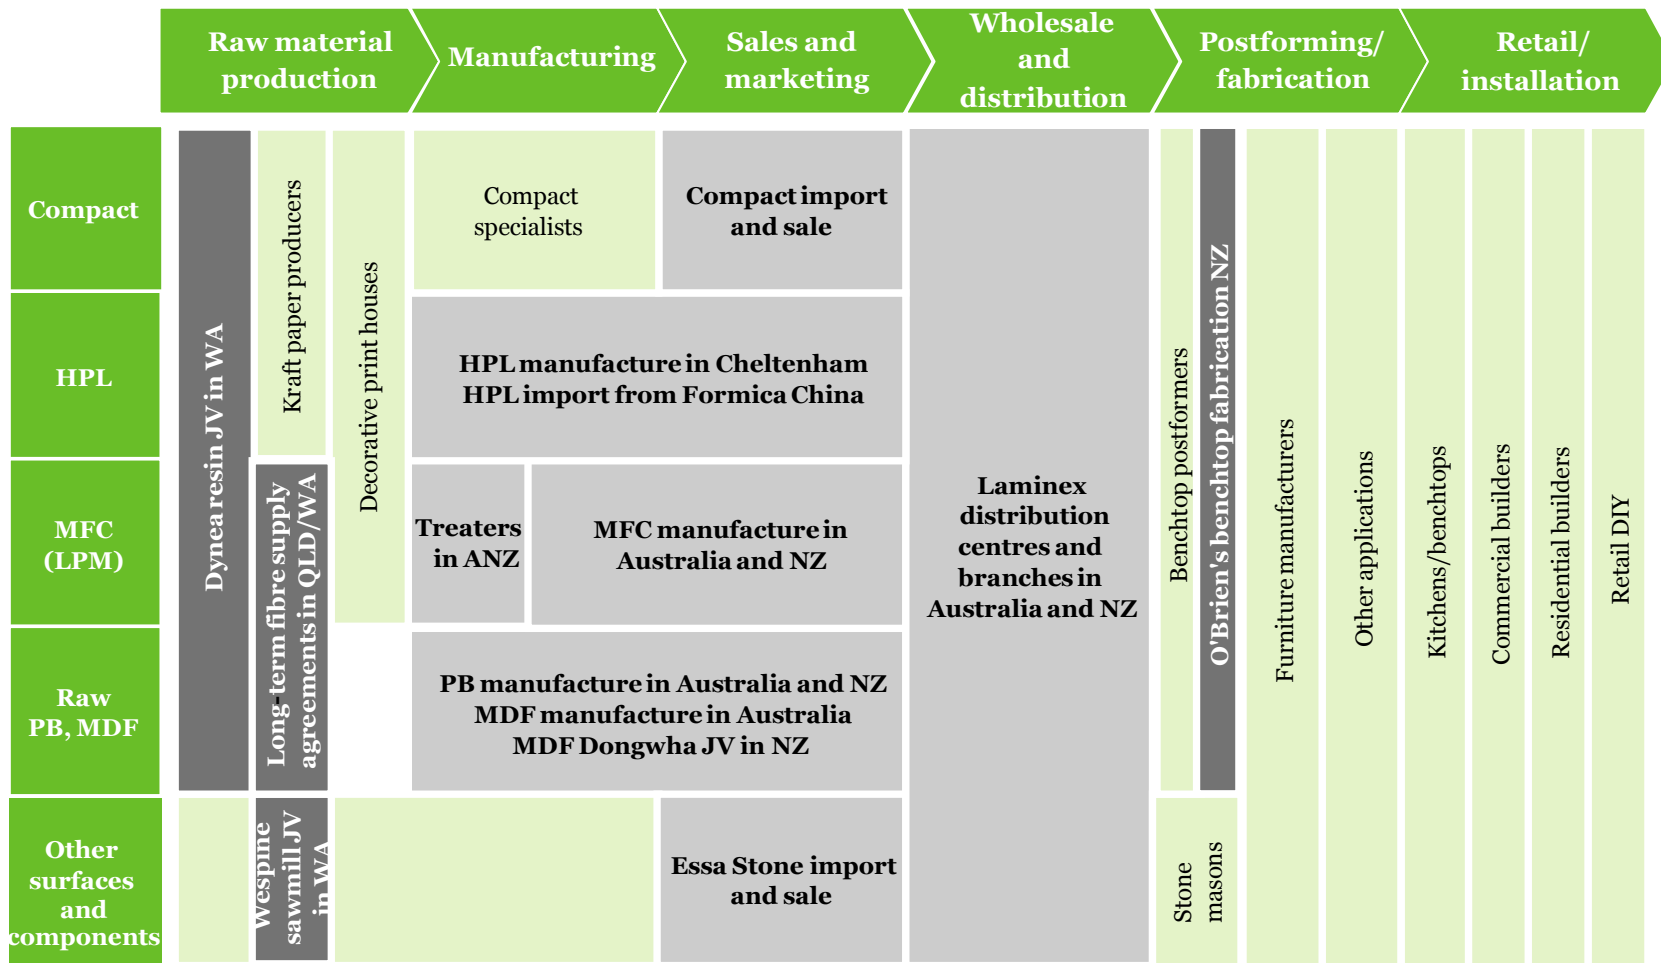 Raw material
production
Manufacturing
Sales and
marketing
Wholesale
and
distribution
Postforming/
fabrication
Retail/
installation
Compact
HPL
MFC
(LPM)
Raw
PB, MDF
Other
surfaces
and
components
Dynea resin JV in WA
Kraft paper producers
Long-term fibre supply
agreements in QLD/WA
Wespine
sawmill JV
in WA
Decorative print houses
Compact
specialists
Compact import
and sale
HPL manufacture in Cheltenham
HPL import from Formica China
Treaters
in ANZ
MFC manufacture in
Australia and NZ
PB manufacture in Australia and NZ
MDF manufacture in Australia
MDF Dongwha JV in NZ
Essa Stone import
and sale
Laminex
distribution
centres and
branches in
Australia and NZ
Benchtop postformers
O'Brien's benchtop fabrication NZ
Stone
masons
Furniture manufacturers
Other applications
Kitchens/benchtops
Commercial builders
Residential builders
Retail DIY